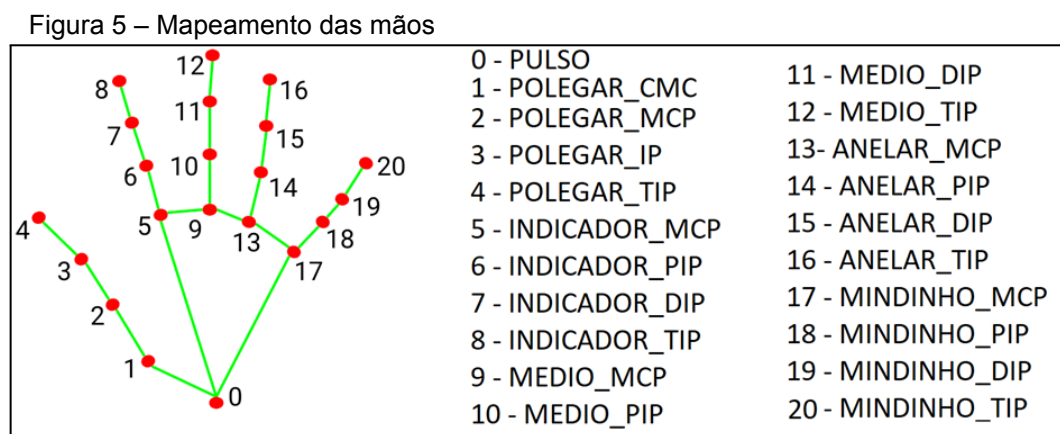 Figura 5 – Mapeamento das mãos
12
8
16
11
7
15
10
20
6
14
19
4
5
9
18
13
3
17
2
1
0
0 - PULSO
1 - POLEGAR_CMC
2 - POLEGAR_MCP
3 - POLEGAR_IP
4 - POLEGAR_TIP
5 - INDICADOR_MCP
6 - INDICADOR_PIP
7 - INDICADOR_DIP
8 - INDICADOR_TIP
9 - MEDIO_MCP
10 - MEDIO_PIP
11 - MEDIO_DIP
12 - MEDIO_TIP
13- ANELAR_MCP
14 - ANELAR_PIP
15 - ANELAR_DIP
16 - ANELAR_TIP
17 - MINDINHO_MCP
18 - MINDINHO_PIP
19 - MINDINHO_DIP
20 - MINDINHO_TIP